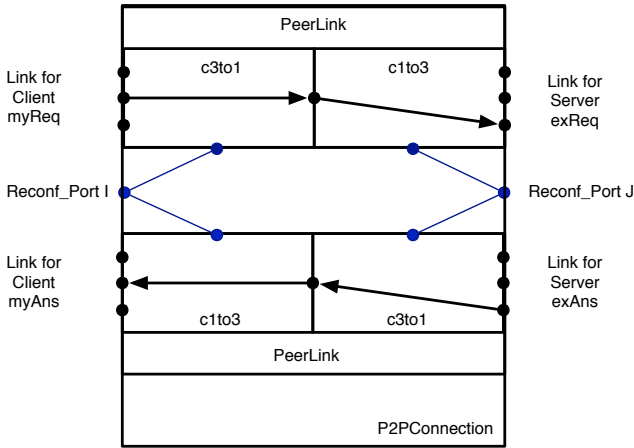 PeerLink
c3to1
c1to3
Link for
Client
myReq
Link for
Server
exReq
Reconf_Port I
Reconf_Port J
Link for
Client
myAns
Link for
Server
exAns
c1to3
c3to1
PeerLink
P2PConnection